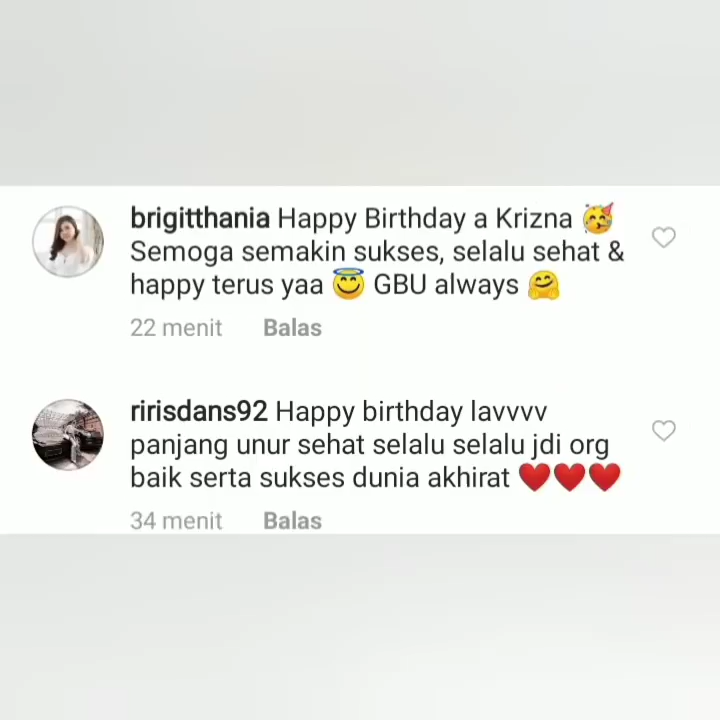 brigitthania Happy Birthday a Krizna 🥳
Semoga semakin sukses, selalu sehat &
happy terus yaa 😇 GBU always 🤗
22 menit Balas
ririsdans92 Happy birthday lavvvv
panjang unur sehat selalu selalu jdi org
baik serta sukses dunia akhirat ❤️❤️❤️
34 menit Balas